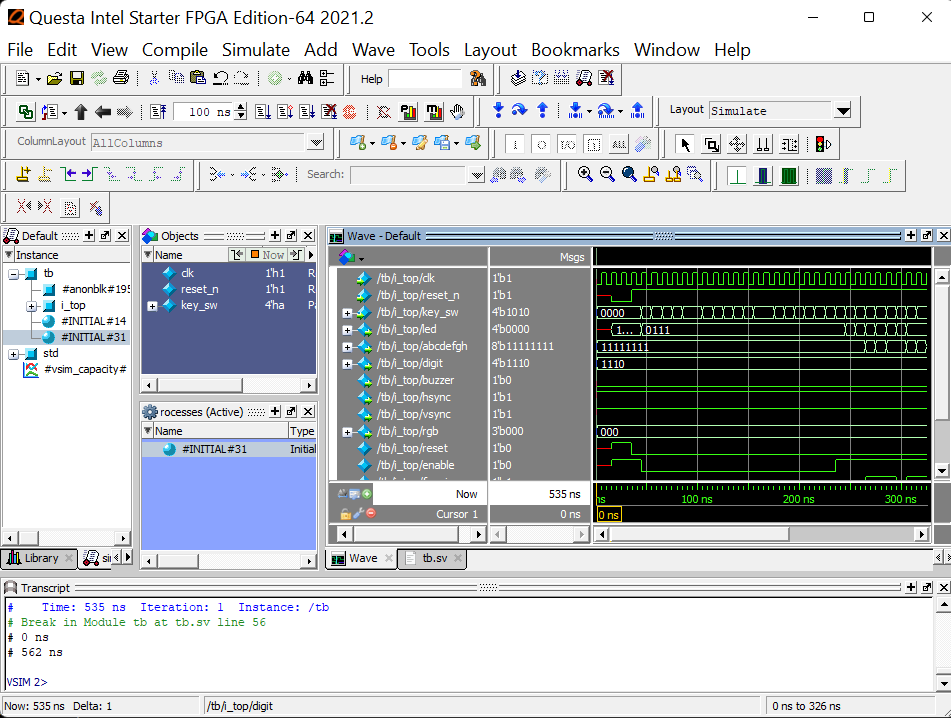 Questa Intel Starter FPGA Edition-64 2021.2
File Edit View Compile Simulate Add Wave Tools Layout Bookmarks Window Help
Help
100 ns
Layout Simulate
ColumnLayout AllColumns
Search:
Default
Instance
tb
#anonblk#195
i_top
#INITIAL#14
#INITIAL#31
std
#vsim_capacity#
Library
Objects
Name Now
clk 1'h1
reset_n 1'h1
key_sw 4'ha
rocesses (Active)
Name Type
#INITIAL#31 Initial
Wave - Default
Msgs
/tb/i_top/clk 1'b1
/tb/i_top/reset_n 1'b1
/tb/i_top/key_sw 4'b1010 0000
/tb/i_top/led 4'b0000 1... 0111
/tb/i_top/abcdefgh 8'b11111111 11111111
/tb/i_top/digit 4'b1110 1110
/tb/i_top/buzzer 1'b0
/tb/i_top/hsync 1'b1
/tb/i_top/vsync 1'b1
/tb/i_top/rgb 3'b000 000
/tb/i_top/reset 1'b0
/tb/i_top/enable 1'b0
Now 535 ns ns 100 ns 200 ns 300 ns
Cursor 1 0 ns 0 ns
Wave tb.sv
Transcript
# Time: 535 ns Iteration: 1 Instance: /tb
# Break in Module tb at tb.sv line 56
# 0 ns
# 562 ns
VSIM 2>
Now: 535 ns Delta: 1 /tb/i_top/digit 0 ns to 326 ns